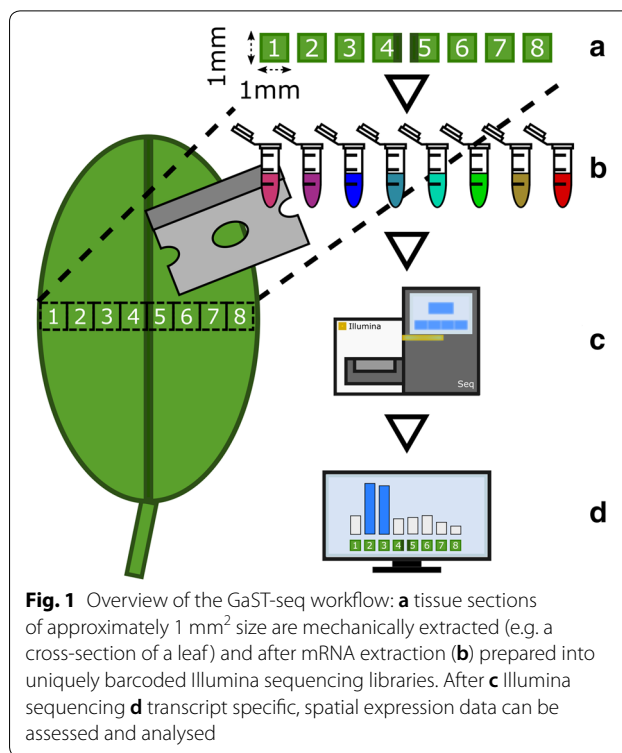 1 2 3 4 5 6 7 8 a
1mm
1mm
b
1 2 3 4 5 6 7 8
Illumina
c
Seq
d
1 2 3 4 5 6 7 8
Fig. 1 Overview of the GaST-seq workflow: a tissue sections
of approximately 1 mm² size are mechanically extracted (e.g. a
cross-section of a leaf) and after mRNA extraction (b) prepared into
uniquely barcoded Illumina sequencing libraries. After c Illumina
sequencing d transcript specific, spatial expression data can be
assessed and analysed